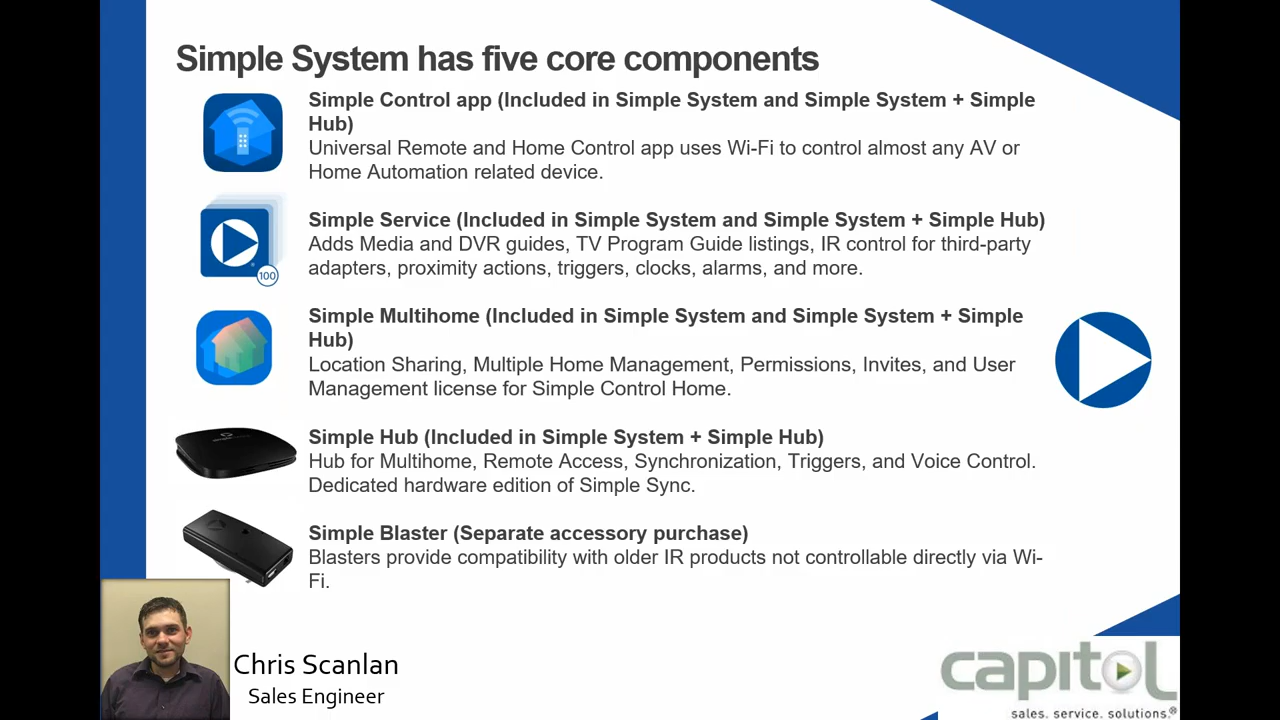 Simple System has five core components
Simple Control app (Included in Simple System and Simple System + Simple
Hub)
Universal Remote and Home Control app uses Wi-Fi to control almost any AV or
Home Automation related device.
Simple Service (Included in Simple System and Simple System + Simple Hub)
Adds Media and DVR guides, TV Program Guide listings, IR control for third-party
adapters, proximity actions, triggers, clocks, alarms, and more.
100
Simple Multihome (Included in Simple System and Simple System + Simple
Hub)
Location Sharing, Multiple Home Management, Permissions, Invites, and User
Management license for Simple Control Home.
Simple Hub (Included in Simple System + Simple Hub)
Hub for Multihome, Remote Access, Synchronization, Triggers, and Voice Control.
Dedicated hardware edition of Simple Sync.
Simple Blaster (Separate accessory purchase)
Blasters provide compatibility with older IR products not controllable directly via Wi-
Fi.
Chris Scanlan
Sales Engineer
capitol
sales. service. solutions.®